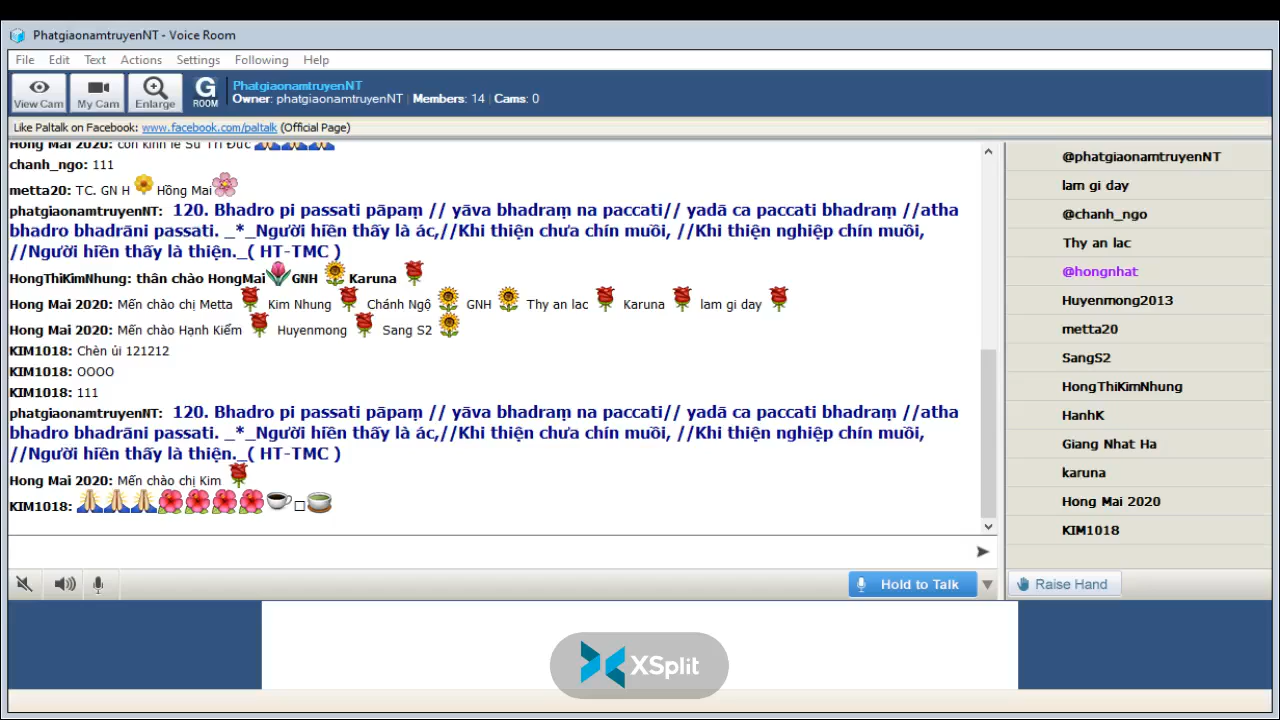 PhatgiaonamtruyenNT - Voice Room
File Edit Text Actions Settings Following Help
View Cam My Cam Enlarge G ROOM
PhatgiaonamtruyenNT
Owner: phatgiaonamtruyenNT | Members: 14 | Cams: 0
Like Paltalk on Facebook: www.facebook.com/paltalk (Official Page)
Hong Mai 2020: con kính lễ Sư Trí Đức
chanh_ngo: 111
metta20: TC. GN H Hồng Mai
phatgiaonamtruyenNT: 120. Bhadro pi passati pāpaṃ // yāva bhadraṃ na paccati// yadā ca paccati bhadraṃ //atha
bhadro bhadrāni passati. _*_Người hiền thấy là ác,//Khi thiện chưa chín muồi, //Khi thiện nghiệp chín muồi,
//Người hiền thấy là thiện._( HT-TMC )
HongThiKimNhung: thân chào HongMai GNH Karuna
Hong Mai 2020: Mến chào chị Metta Kim Nhung Chánh Ngộ GNH Thy an lac Karuna lam gi day
Hong Mai 2020: Mến chào Hạnh Kiểm Huyenmong Sang S2
KIM1018: Chèn ủi 121212
KIM1018: OOOO
KIM1018: 111
phatgiaonamtruyenNT: 120. Bhadro pi passati pāpaṃ // yāva bhadraṃ na paccati// yadā ca paccati bhadraṃ //atha
bhadro bhadrāni passati. _*_Người hiền thấy là ác,//Khi thiện chưa chín muồi, //Khi thiện nghiệp chín muồi,
//Người hiền thấy là thiện._( HT-TMC )
Hong Mai 2020: Mến chào chị Kim
KIM1018:
@phatgiaonamtruyenNT
lam gi day
@chanh_ngo
Thy an lac
@hongnhat
Huyenmong2013
metta20
SangS2
HongThiKimNhung
HanhK
Giang Nhat Ha
karuna
Hong Mai 2020
KIM1018
Hold to Talk
Raise Hand
XSplit